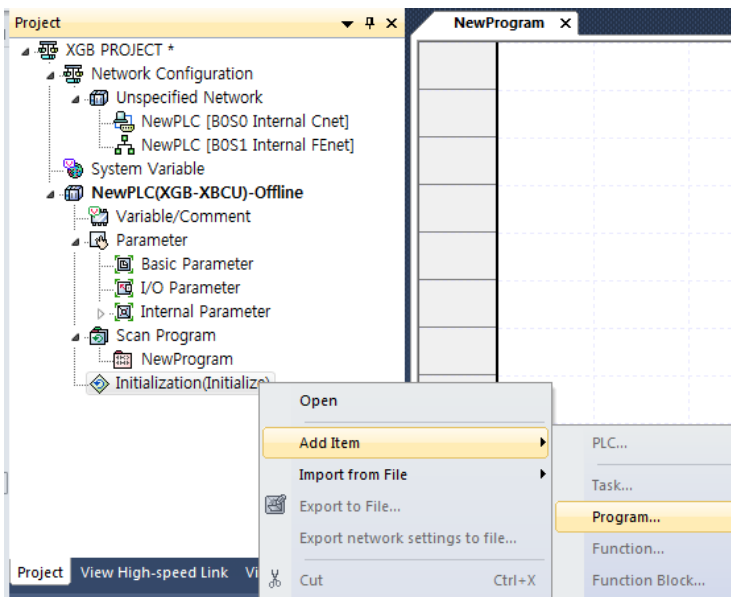 Project
NewProgram
XGB PROJECT *
Network Configuration
Unspecified Network
NewPLC [B0S0 Internal Cnet]
NewPLC [B0S1 Internal FEnet]
System Variable
NewPLC(XGB-XBCU)-Offline
Variable/Comment
Parameter
Basic Parameter
I/O Parameter
Internal Parameter
Scan Program
NewProgram
Initialization(Initialize)
Open
Add Item
Import from File
Export to File...
Export network settings to file...
Cut Ctrl+X
PLC...
Task...
Program...
Function...
Function Block...
Project View High-speed Link